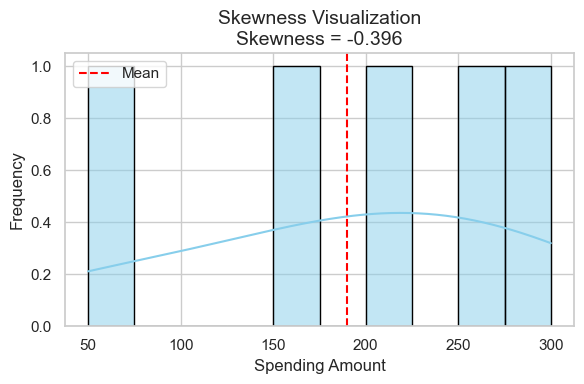 Skewness Visualization
Skewness = -0.396
Mean
Frequency
1.0
0.8
0.6
0.4
0.2
0.0
50 100 150 200 250 300
Spending Amount